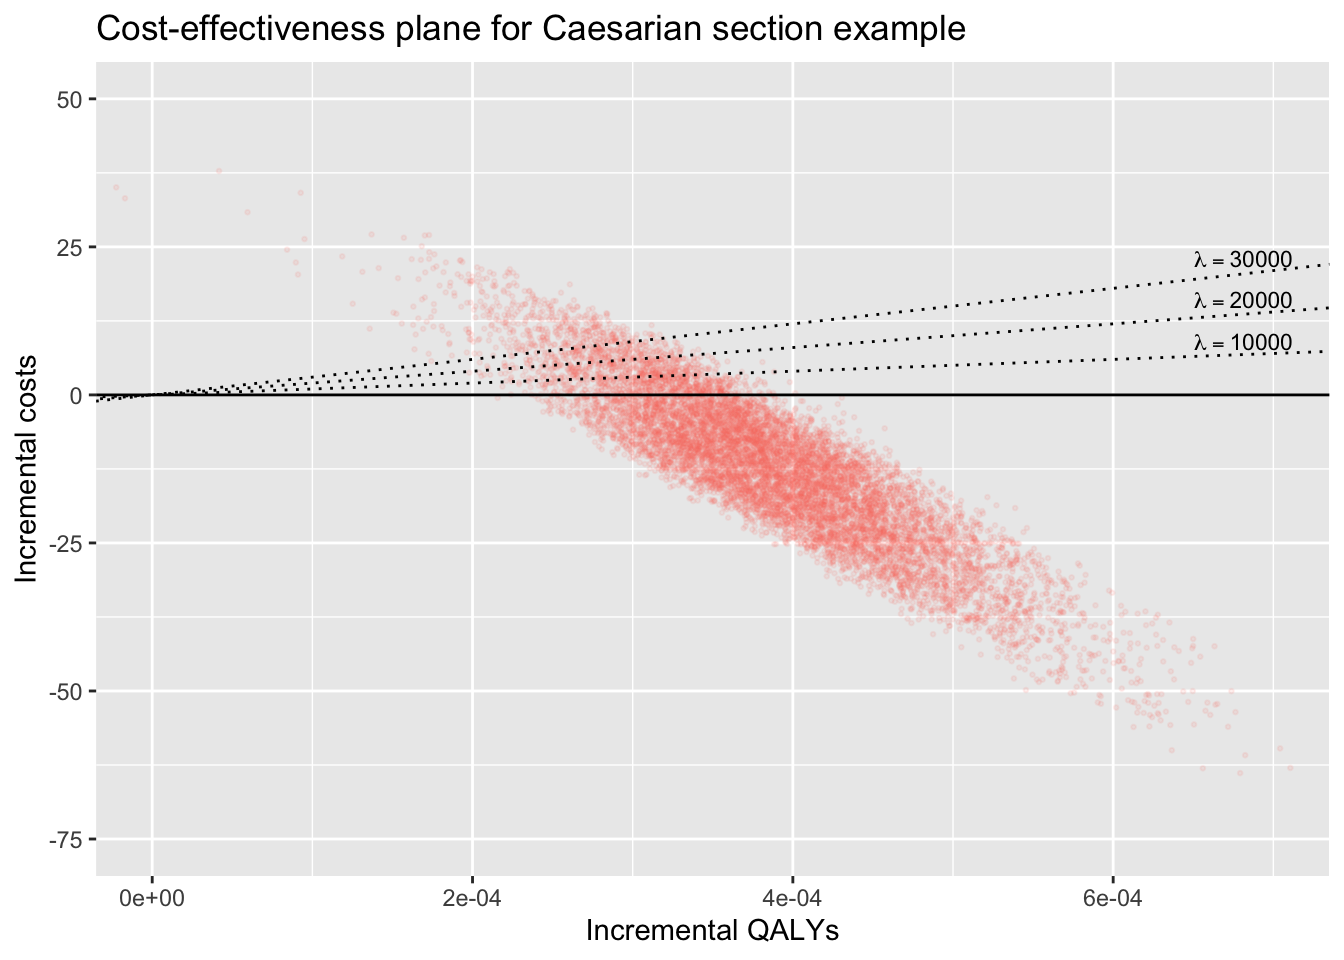 Cost-effectiveness plane for Caesarian section example
50
25
0
-25
-50
-75
Incremental costs
λ = 30000
λ = 20000
λ = 10000
0e+00
2e-04
4e-04
6e-04
Incremental QALYs